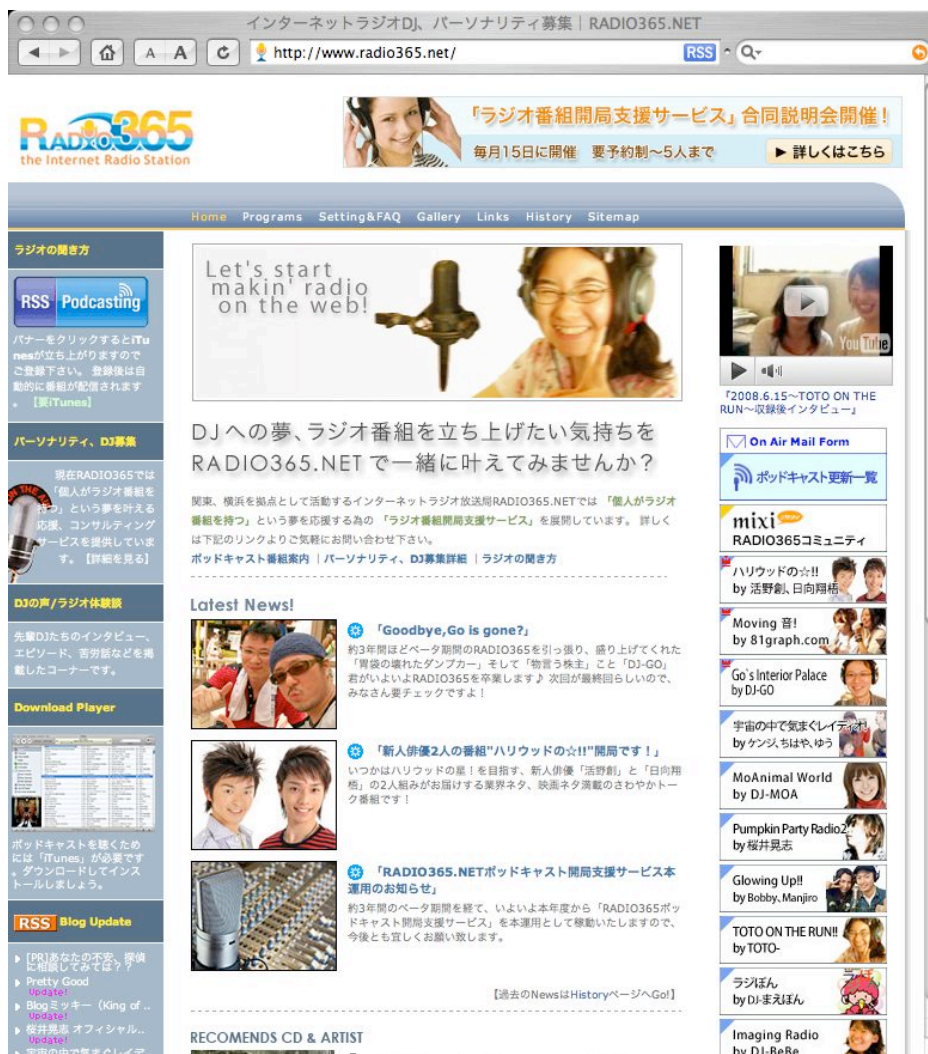 インターネットラジオDJ、パーソナリティ募集｜RADIO365.NET
A A http://www.radio365.net/ RSS Q
RADIO365
the Internet Radio Station
「ラジオ番組開局支援サービス」合同説明会開催！
毎月15日に開催 要予約制～5人まで
▶ 詳しくはこちら
Home Programs Setting&FAQ Gallery Links History Sitemap
ラジオの聞き方
RSS Podcasting
バナーをクリックするとiTu
nesが立ち上がりますので
ご登録下さい。 登録後は自
動的に番組が配信されます
。【要iTunes】
パーソナリティ、DJ募集
ON THE AIR
現在RADIO365では
「個人がラジオ番組を
持つ」という夢を叶える
応援、コンサルティング
サービスを提供していま
す。【詳細を見る】
DJの声/ラジオ体験談
先輩DJたちのインタビュー、
エピソード、苦労話などを掲
載したコーナーです。
Download Player
ポッドキャストを聴くため
には「iTunes」が必要です
。ダウンロードしてインス
トールしましょう。
RSS Blog Update
[PR]あなたの不安、探偵
に相談してみては？？
Pretty Good
Update!
Blogミッキー（King of ..
Update!
桜井晃志 オフィシャル..
Update!
宇宙の中で気まぐレイデ
Let's start
makin' radio
on the web!
DJへの夢、ラジオ番組を立ち上げたい気持ちを
RADIO365.NETで一緒に叶えてみませんか？
関東、横浜を拠点として活動するインターネットラジオ放送局RADIO365.NETでは 「個人がラジオ
番組を持つ」という夢を応援する為の 「ラジオ番組開局支援サービス」を展開しています。 詳しく
は下記のリンクよりご気軽にお問い合わせ下さい。
ポッドキャスト番組案内 ｜パーソナリティ、DJ募集詳細 ｜ラジオの聞き方
Latest News!
「Goodbye,Go is gone?」
約3年間ほどベータ期間のRADIO365を引っ張り、盛り上げてくれた
「胃袋の壊れたダンプカー」そして「物言う株主」こと「DJ-GO」
君がいよいよRADIO365を卒業します♪ 次回が最終回らしいので、
みなさん要チェックですよ！
「新人俳優2人の番組"ハリウッドの☆!!"開局です！」
いつかはハリウッドの星！を目指す、新人俳優「活野創」と「日向翔
梧」の2人組みがお届けする業界ネタ、映画ネタ満載のさわやかトー
ク番組です！
「RADIO365.NETポッドキャスト開局支援サービス本
運用のお知らせ」
約3年間のベータ期間を経て、いよいよ本年度から「RADIO365ポッ
ドキャスト開局支援サービス」を本運用として稼動いたしますので、
今後とも宜しくお願い致します。
【過去のNewsはHistoryページへGo!】
RECOMENDS CD & ARTIST
You Tube
「2008.6.15～TOTO ON THE
RUN～収録後インタビュー」
On Air Mail Form
ポッドキャスト更新一覧
mixi
RADIO365コミュニティ
ハリウッドの☆!!
by 活野創、日向翔梧
Moving 音!
by 81graph.com
Go`s Interior Palace
by DJ-GO
宇宙の中で気まぐレイディオ!
by ケンジ、ちはや、ゆう
MoAnimal World
by DJ-MOA
Pumpkin Party Radio2
by 桜井晃志
Glowing Up!!
by Bobby, Manjiro
TOTO ON THE RUN!!
by TOTO-
ラジぽん
by DJ-まえぽん
Imaging Radio
by DJ-BeBe